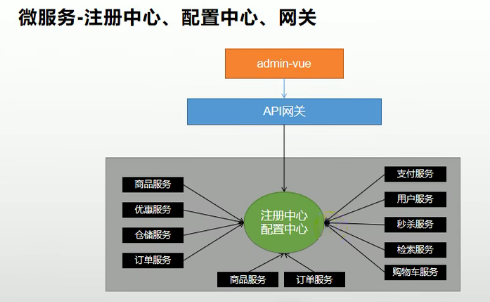 微服务-注册中心、配置中心、网关
admin-vue
API网关
商品服务
优惠服务
仓储服务
订单服务
注册中心
配置中心
支付服务
用户服务
秒杀服务
检索服务
购物车服务
商品服务
订单服务